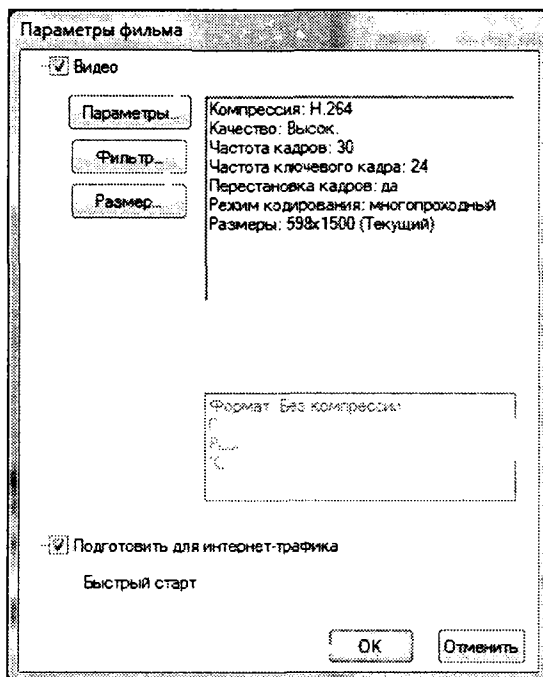 Параметры фильма
Видео
Параметры...
Фильтр...
Размер...
Компрессия: H.264
Качество: Высок.
Частота кадров: 30
Частота ключевого кадра: 24
Перестановка кадров: да
Режим кодирования: многопроходный
Размеры: 598x1500 (Текущий)
Формат: Без компрессии
Подготовить для интернет-трафика
Быстрый старт
OK
Отменить